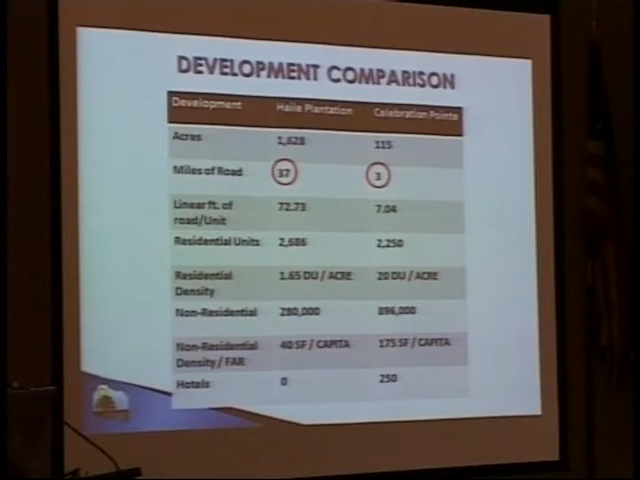 DEVELOPMENT COMPARISON
Development Haile Plantation Celebration Pointe
Acres 1,628 115
Miles of Road 37 3
Linear ft. of road/Unit 72.73 7.04
Residential Units 2,686 2,250
Residential Density 1.65 DU / ACRE 20 DU / ACRE
Non-Residential 280,000 896,000
Non-Residential Density / FAR 40 SF / CAPITA 175 SF / CAPITA
Hotels 0 250